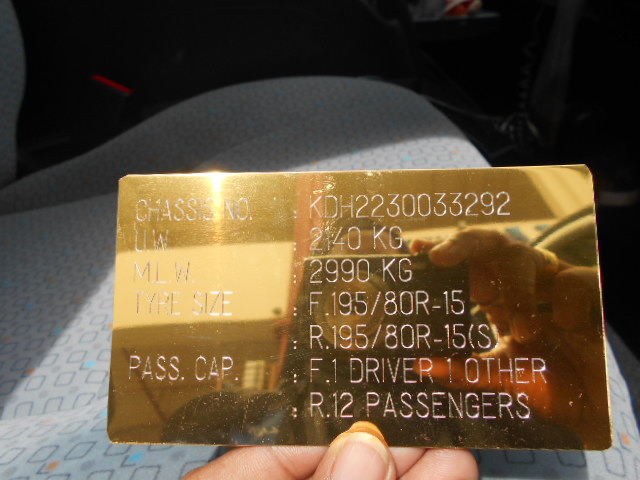 CHASSIS NO. : KDH2230033292
U.W. : 2140 KG
M.L.W. : 2990 KG
TYPE SIZE : F.195/80R-15
: R.195/80R-15(S)
PASS. CAP. : F.1 DRIVER 1 OTHER
: R.12 PASSENGERS